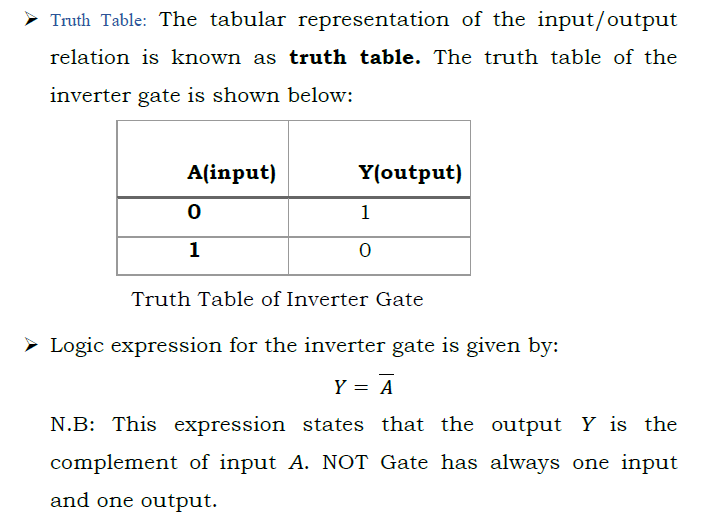 ➢ Truth Table: The tabular representation of the input/output
relation is known as truth table. The truth table of the
inverter gate is shown below:
A(input) Y(output)
0 1
1 0
Truth Table of Inverter Gate
➢ Logic expression for the inverter gate is given by:
Y = A̅
N.B: This expression states that the output Y is the
complement of input A. NOT Gate has always one input
and one output.